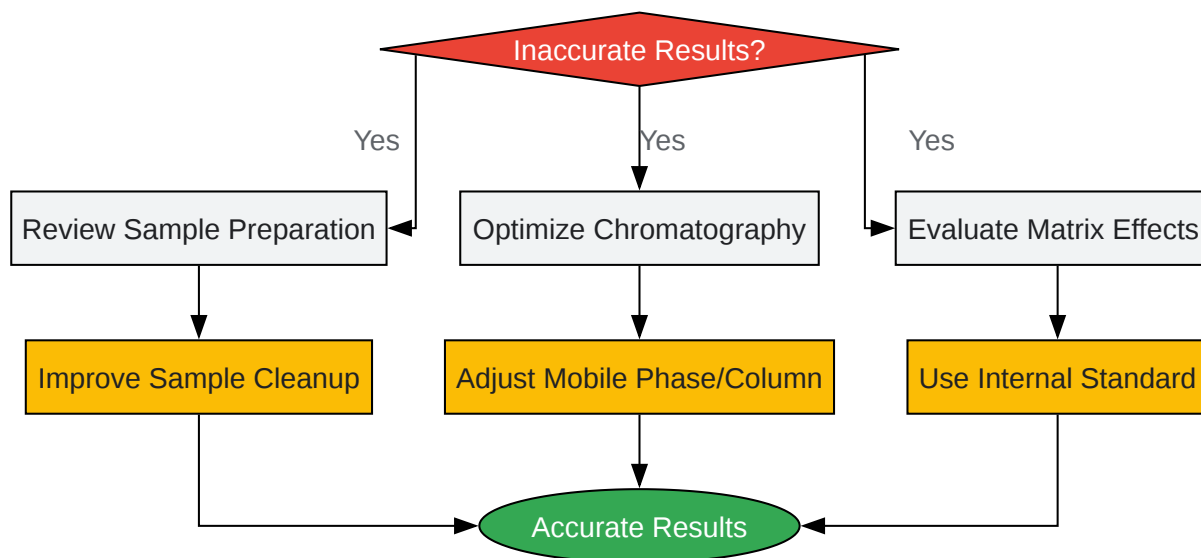 Inaccurate Results?
Yes
Yes
Yes
Review Sample Preparation
Optimize Chromatography
Evaluate Matrix Effects
Improve Sample Cleanup
Adjust Mobile Phase/Column
Use Internal Standard
Accurate Results